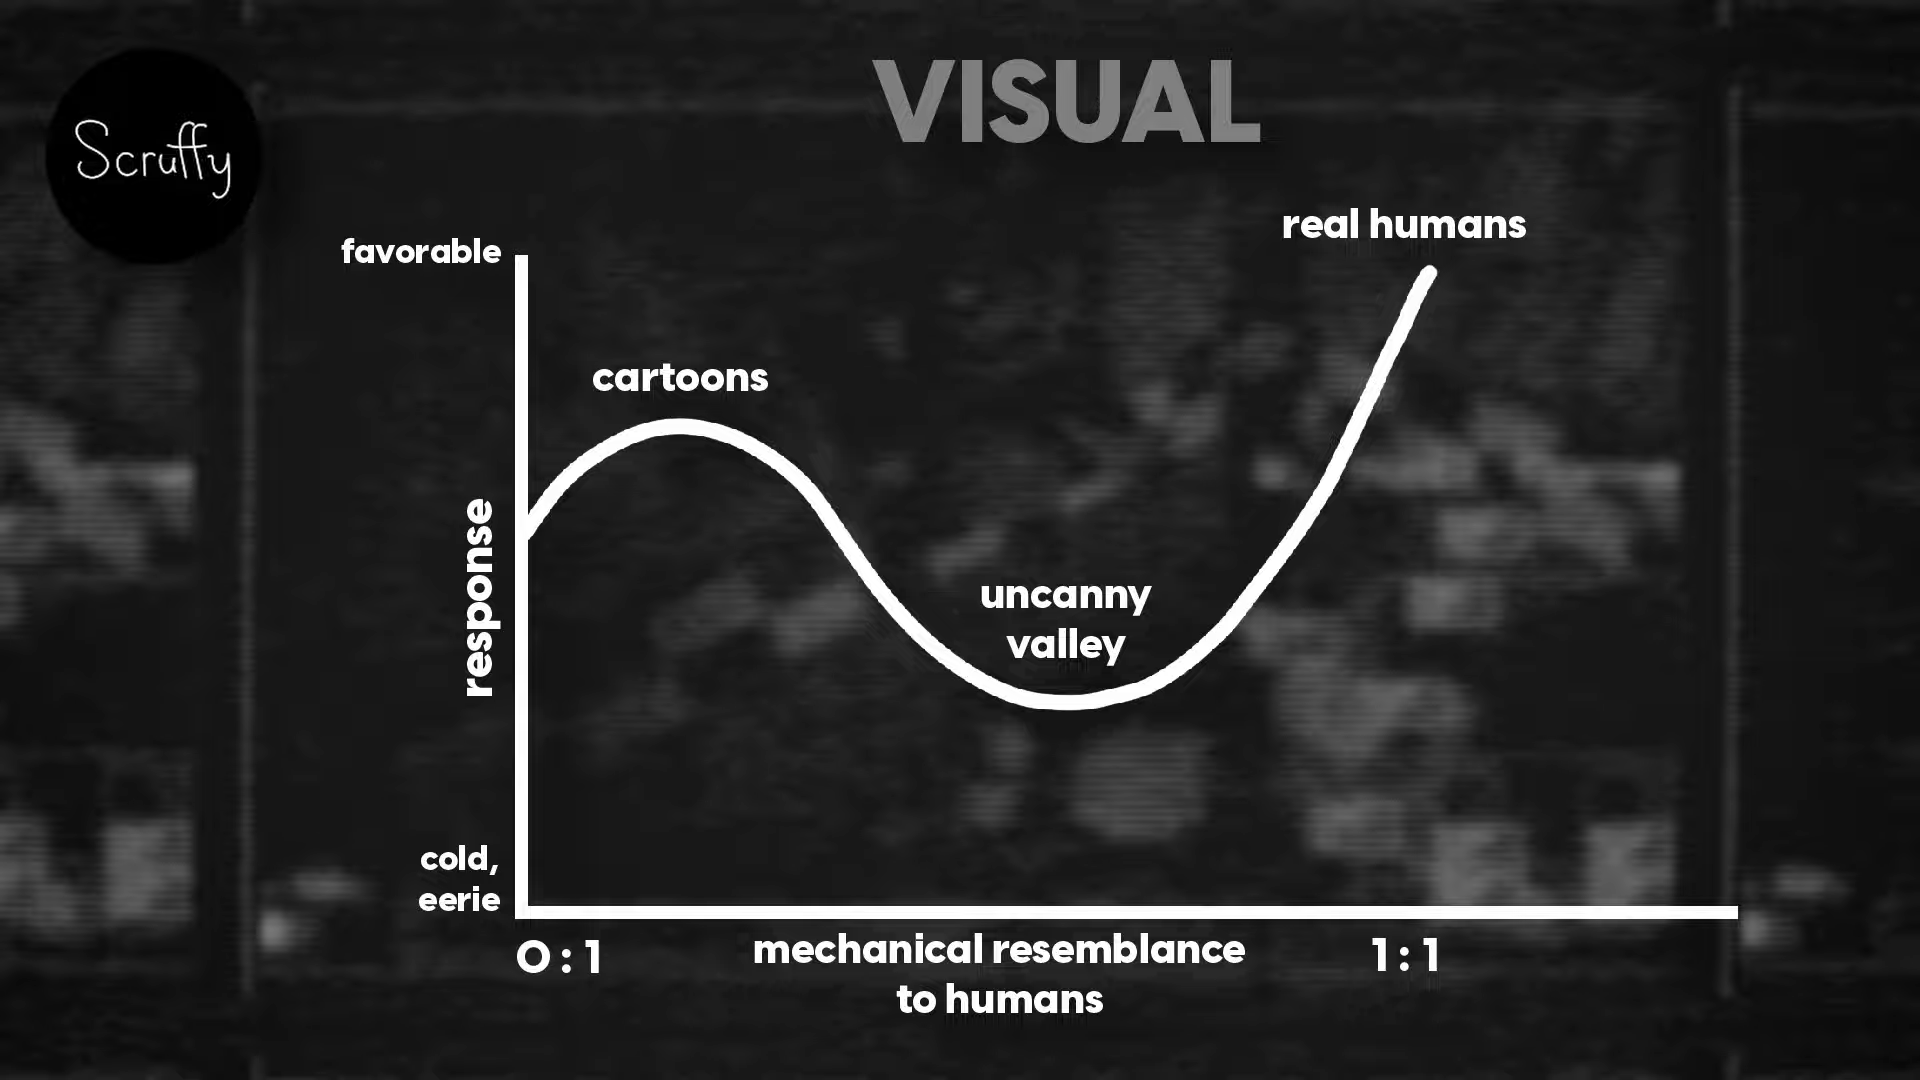 VISUAL
Scruffy
real humans
favorable
cartoons
response
uncanny
valley
cold,
eerie
0:1
mechanical resemblance
to humans
1:1